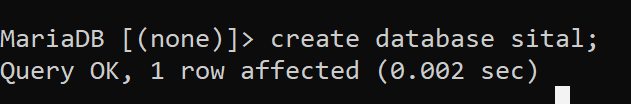 MariaDB [(none)]> create database sital;
Query OK, 1 row affected (0.002 sec)